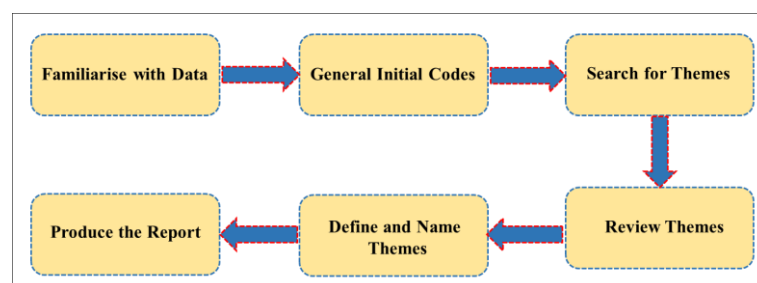 Familiarise with Data
General Initial Codes
Search for Themes
Review Themes
Define and Name
Themes
Produce the Report